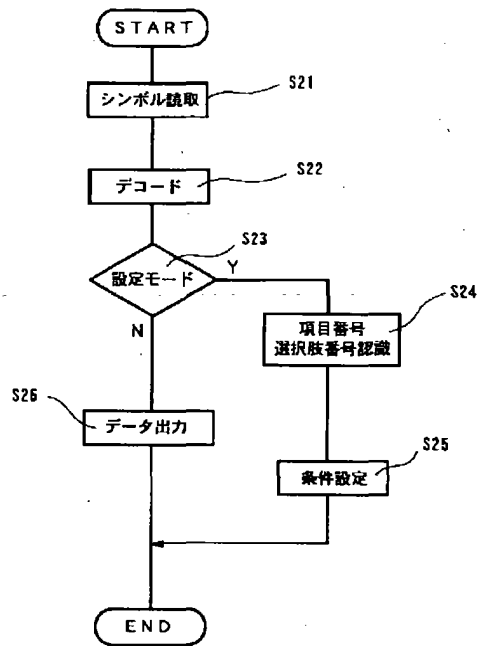 START
シンボル読取
S21
デコード
S22
設定モード
S23
Y
N
項目番号
選択肢番号認識
S24
データ出力
S26
条件設定
S25
END